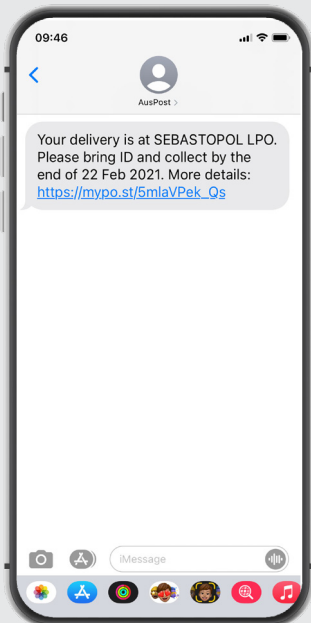 09:46
AusPost >
Your delivery is at SEBASTOPOL LPO.
Please bring ID and collect by the
end of 22 Feb 2021. More details:
https://mypo.st/5mlaVPek_Qs
iMessage